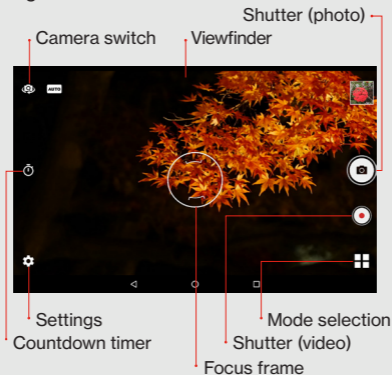 Shutter (photo)
Camera switch
Viewfinder
AUTO
Settings
Mode selection
Countdown timer
Shutter (video)
Focus frame